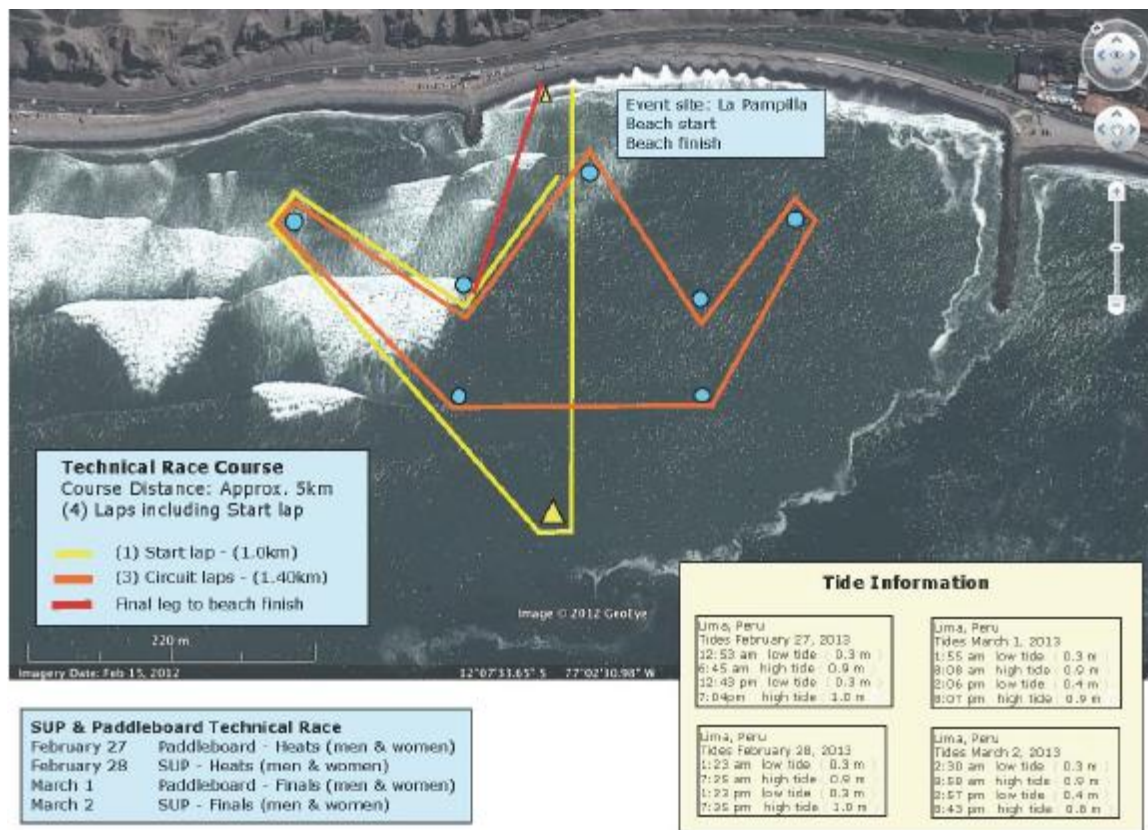 Event site: La Pampilla
Beach start
Beach finish
Technical Race Course
Course Distance: Approx. 5km
(4) Laps including Start lap
(1) Start lap - (1.0km)
(3) Circuit laps - (1.40km)
Final leg to beach finish
220 m
Image © 2012 GeoEye
Imagery Date: Feb 15, 2012
12°07'33.65" S 77°02'10.98" W
Tide Information
Lima, Peru
Tides February 27, 2013
12:53 am low tide ( 0.3 m )
6:45 am high tide ( 0.9 m )
12:43 pm low tide ( 0.3 m )
7:04pm high tide ( 1.0 m )
Lima, Peru
Tides March 1, 2013
1:55 am low tide ( 0.3 m )
8:08 am high tide ( 0.9 m )
2:06 pm low tide ( 0.4 m )
8:07 pm high tide ( 0.9 m )
Lima, Peru
Tides February 28, 2013
1:23 am low tide ( 0.3 m )
7:25 am high tide ( 0.9 m )
1:23 pm low tide ( 0.3 m )
7:35 pm high tide ( 1.0 m )
Lima, Peru
Tides March 2, 2013
2:30 am low tide ( 0.3 m )
high tide ( 0.9 m )
2:57 pm low tide ( 0.4 m )
8:43 pm high tide ( 0.8 m )
SUP & Paddleboard Technical Race
February 27 Paddleboard - Heats (men & women)
February 28 SUP - Heats (men & women)
March 1 Paddleboard - Finals (men & women)
March 2 SUP - Finals (men & women)